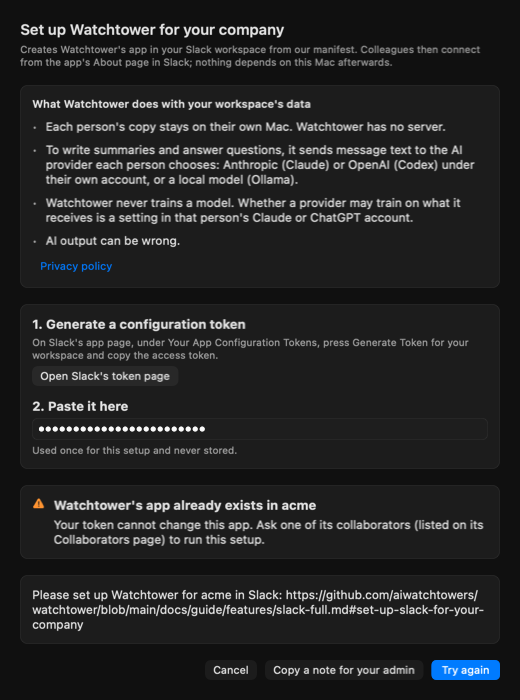 Set up Watchtower for your company
Creates Watchtower's app in your Slack workspace from our manifest. Colleagues then connect
from the app's About page in Slack; nothing depends on this Mac afterwards.
What Watchtower does with your workspace's data
• Each person's copy stays on their own Mac. Watchtower has no server.
• To write summaries and answer questions, it sends message text to the AI
provider each person chooses: Anthropic (Claude) or OpenAI (Codex) under
their own account, or a local model (Ollama).
• Watchtower never trains a model. Whether a provider may train on what it
receives is a setting in that person's Claude or ChatGPT account.
• AI output can be wrong.
Privacy policy
1. Generate a configuration token
On Slack's app page, under Your App Configuration Tokens, press Generate Token for your
workspace and copy the access token.
Open Slack's token page
2. Paste it here
Used once for this setup and never stored.
Watchtower's app already exists in acme
Your token cannot change this app. Ask one of its collaborators (listed on its
Collaborators page) to run this setup.
Please set up Watchtower for acme in Slack: https://github.com/aiwatchtowers/
watchtower/blob/main/docs/guide/features/slack-full.md#set-up-slack-for-your-
company
Cancel
Copy a note for your admin
Try again